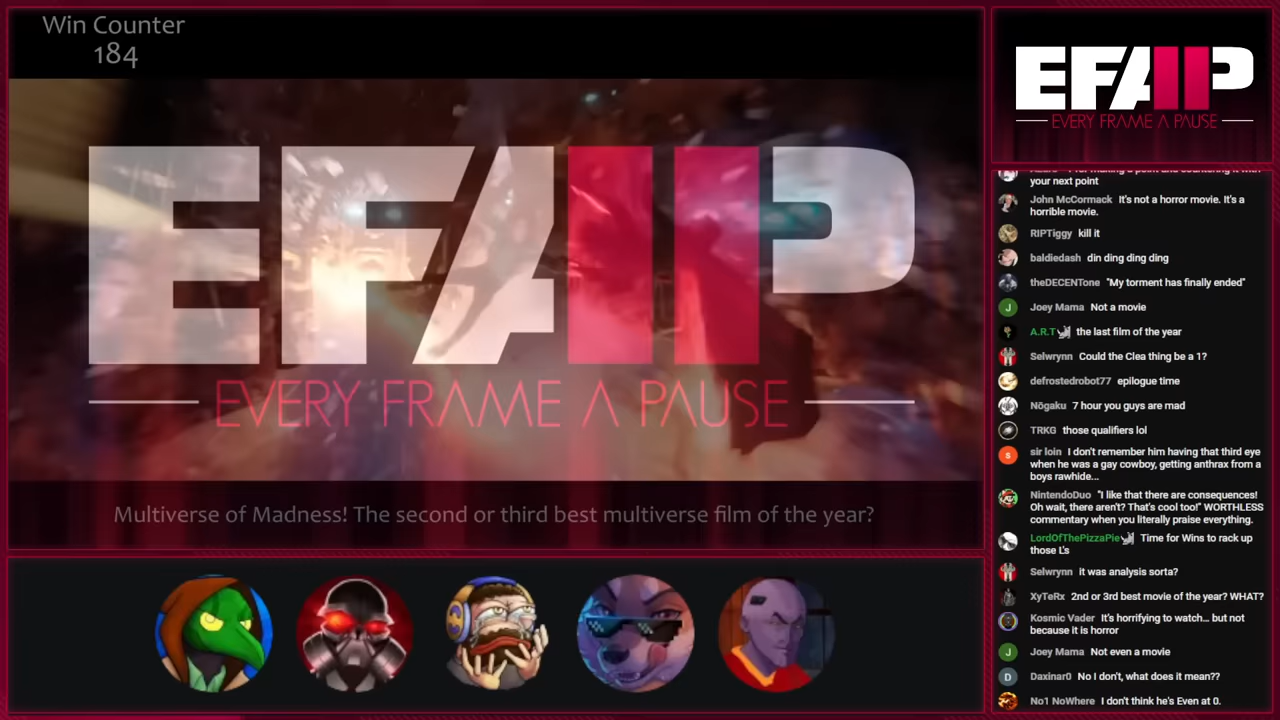 Win Counter
184
EFAP
EVERY FRAME A PAUSE
Multiverse of Madness! The second or third best multiverse film of the year?
EFAP
EVERY FRAME A PAUSE
your next point
John McCormack It's not a horror movie. It's a
horrible movie.
RIPTiggy kill it
baldiedash din ding ding ding
theDECENTone "My torment has finally ended"
J
Joey Mama Not a movie
A.R.T the last film of the year
Selwrynn Could the Clea thing be a 1?
defrostedrobot77 epilogue time
Nōgaku 7 hour you guys are mad
TRKG those qualifiers lol
s
sir loin I don't remember him having that third eye
when he was a gay cowboy, getting anthrax from a
boys rawhide...
NintendoDuo "I like that there are consequences!
Oh wait, there aren't? That's cool too!" WORTHLESS
commentary when you literally praise everything.
LordOfThePizzaPie Time for Wins to rack up
those L's
Selwrynn it was analysis sorta?
XyTeRx 2nd or 3rd best movie of the year? WHAT?
Kosmic Vader It's horrifying to watch... but not
because it is horror
J
Joey Mama Not even a movie
D
Daxinar0 No I don't, what does it mean??
No1 NoWhere I don't think he's Even at 0.